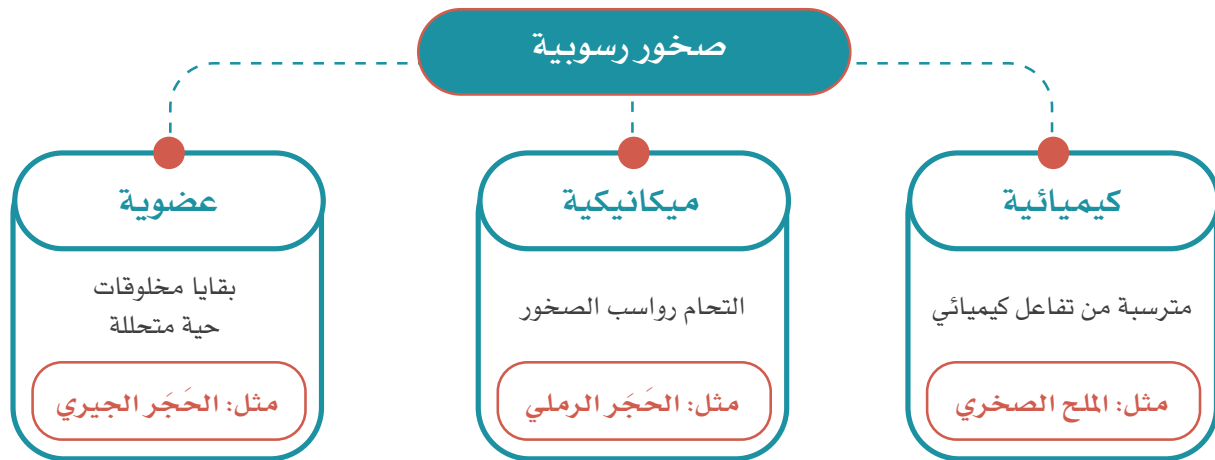 صخور رسوبية
كيميائية
مترسبة من تفاعل كيميائي
مثل: الملح الصخري
ميكانيكية
التحام رواسب الصخور
مثل: الحَجَر الرملي
عضوية
بقايا مخلوقات
حية متحللة
مثل: الحَجَر الجيري